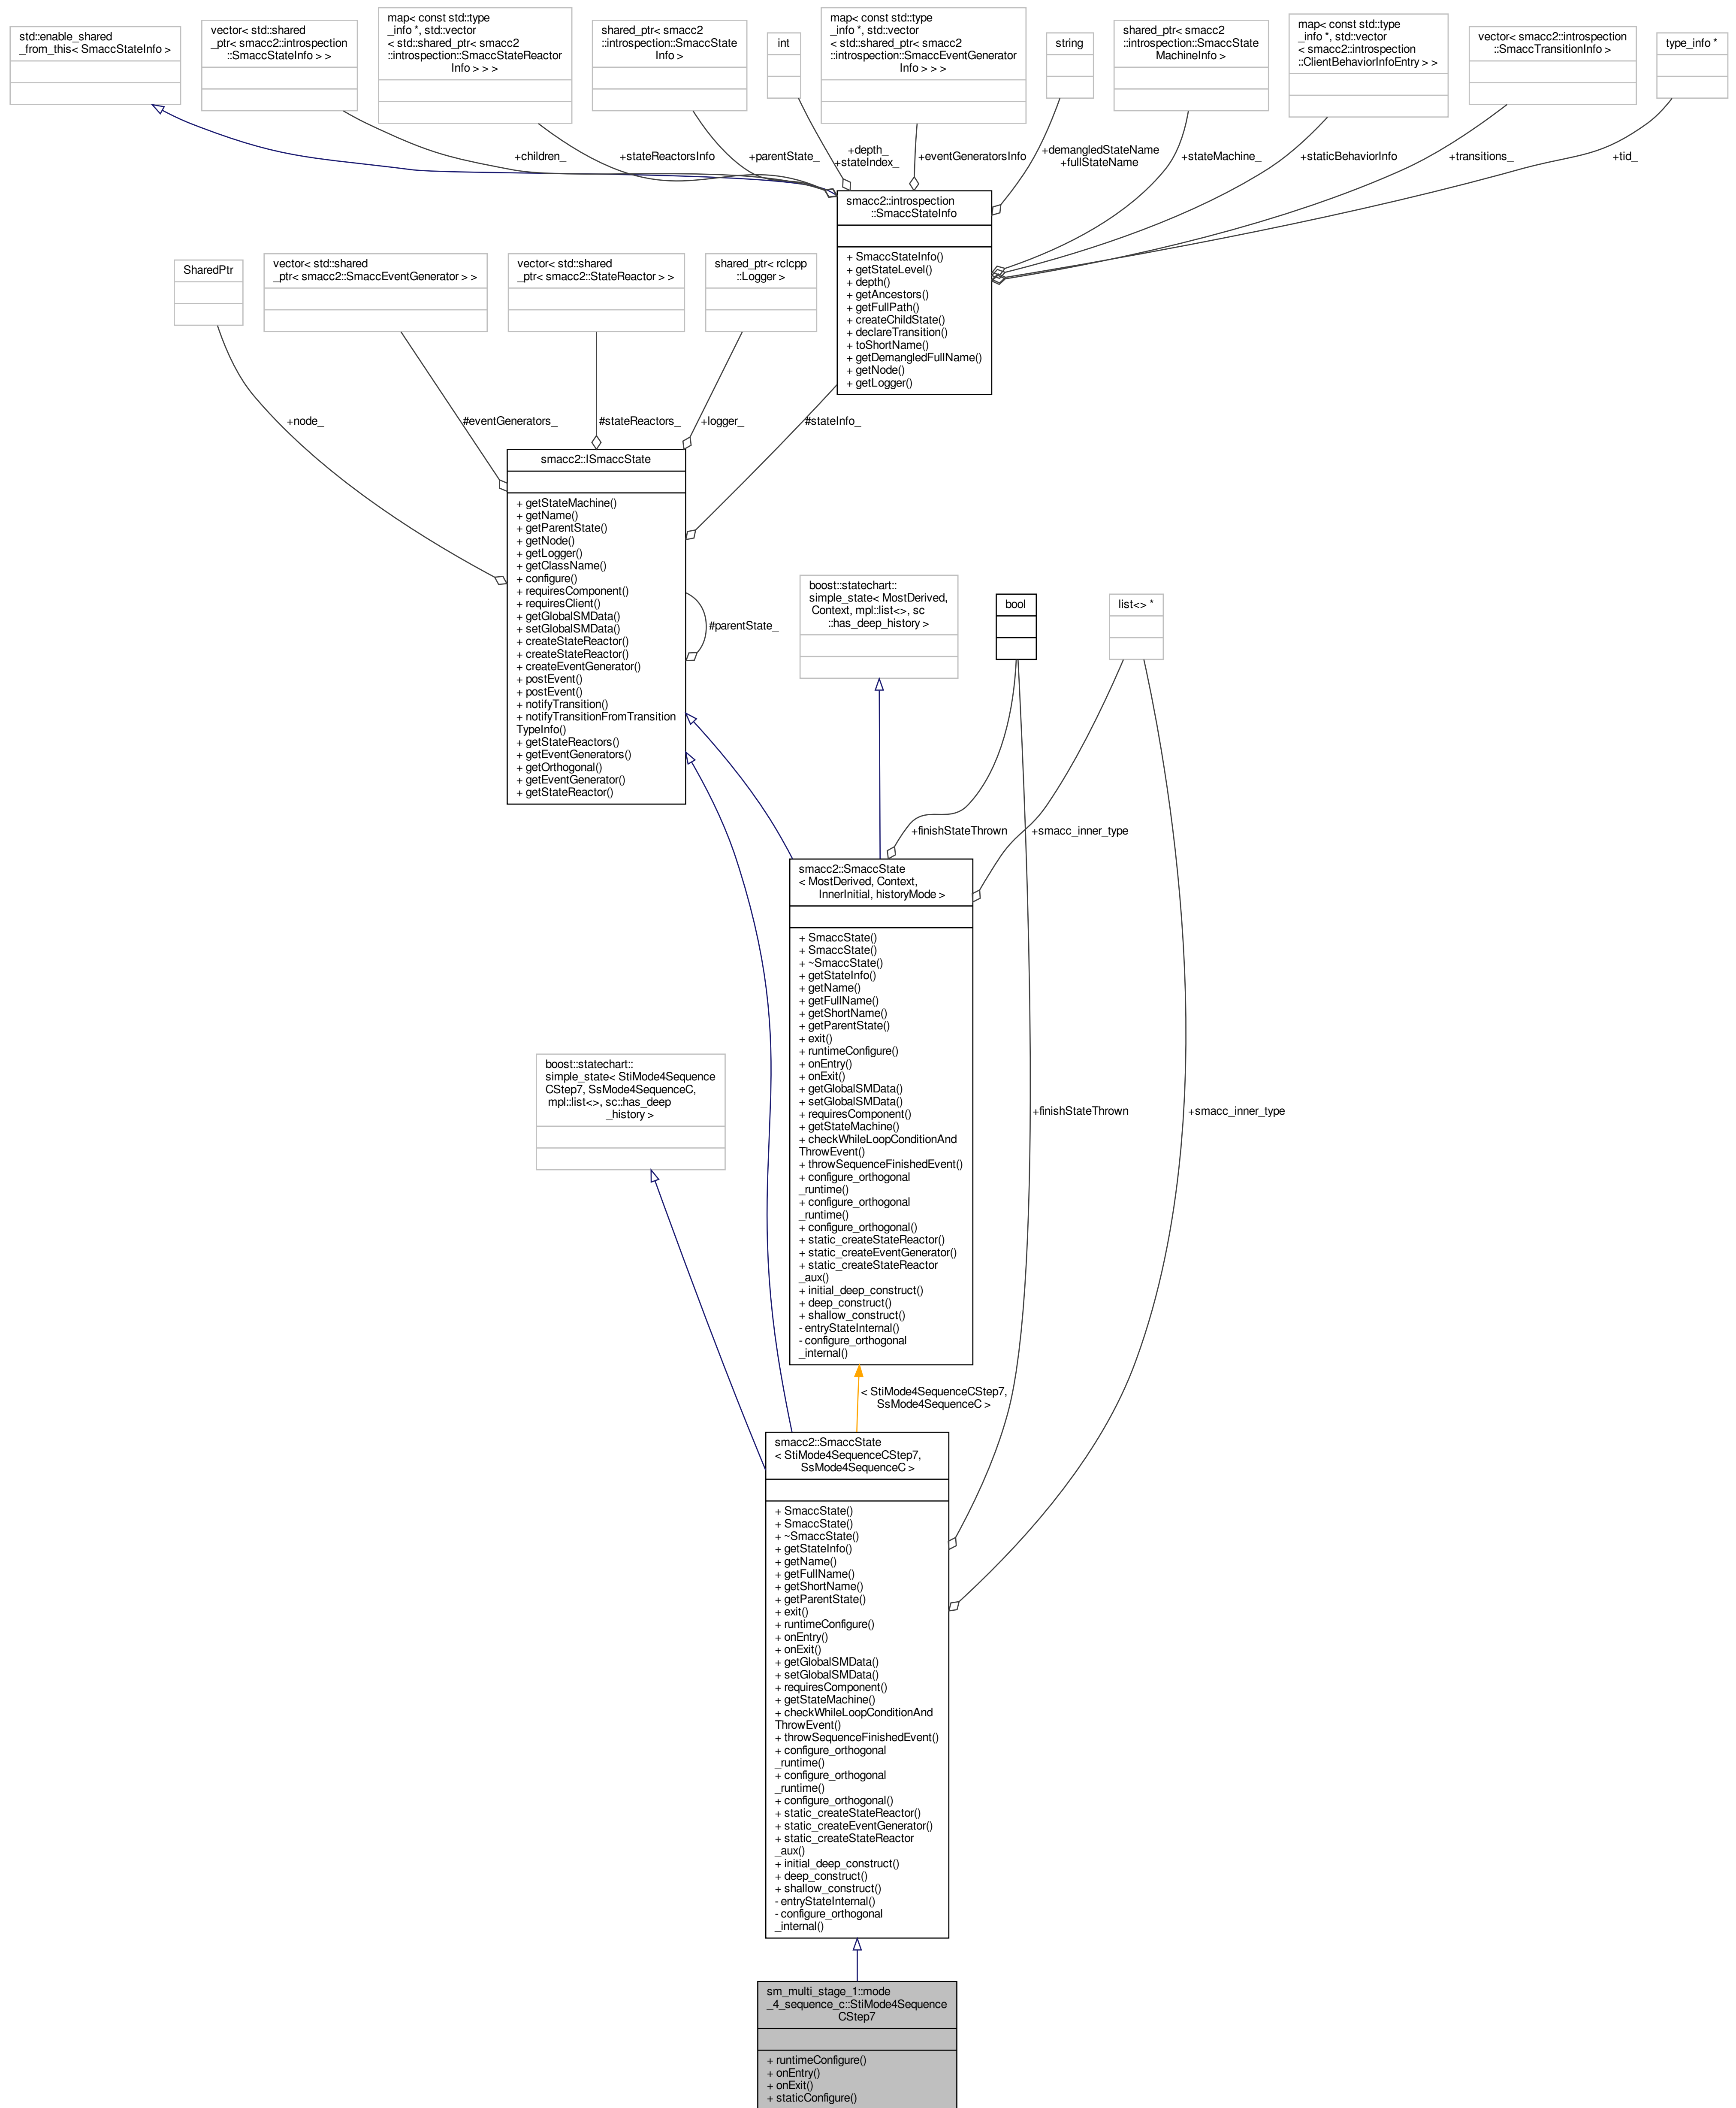 std::enable_shared
_from_this< SmaccStateInfo >
vector< std::shared
_ptr< smacc2::introspection
::SmaccStateInfo > >
map< const std::type
_info *, std::vector
< std::shared_ptr< smacc2
::introspection::SmaccStateReactor
Info > > >
shared_ptr< smacc2
::introspection::SmaccState
Info >
int
map< const std::type
_info *, std::vector
< std::shared_ptr< smacc2
::introspection::SmaccEventGenerator
Info > > >
string
shared_ptr< smacc2
::introspection::SmaccState
MachineInfo >
map< const std::type
_info *, std::vector
< smacc2::introspection
::ClientBehaviorInfoEntry > >
vector< smacc2::introspection
::SmaccTransitionInfo >
type_info *
+children_
+stateReactorsInfo
+parentState_
+depth_
+stateIndex_
+eventGeneratorsInfo
+demangledStateName
+fullStateName
+stateMachine_
+staticBehaviorInfo
+transitions_
+tid_
smacc2::introspection
::SmaccStateInfo
+ SmaccStateInfo()
+ getStateLevel()
+ depth()
+ getAncestors()
+ getFullPath()
+ createChildState()
+ declareTransition()
+ toShortName()
+ getDemangledFullName()
+ getNode()
+ getLogger()
SharedPtr
vector< std::shared
_ptr< smacc2::SmaccEventGenerator > >
vector< std::shared
_ptr< smacc2::StateReactor > >
shared_ptr< rclcpp
::Logger >
+node_
#eventGenerators_
#stateReactors_
+logger_
#stateInfo_
smacc2::ISmaccState
+ getStateMachine()
+ getName()
+ getParentState()
+ getNode()
+ getLogger()
+ getClassName()
+ configure()
+ requiresComponent()
+ requiresClient()
+ getGlobalSMData()
+ setGlobalSMData()
+ createStateReactor()
+ createStateReactor()
+ createEventGenerator()
+ postEvent()
+ postEvent()
+ notifyTransition()
+ notifyTransitionFromTransition
TypeInfo()
+ getStateReactors()
+ getEventGenerators()
+ getOrthogonal()
+ getEventGenerator()
+ getStateReactor()
#parentState_
boost::statechart::
simple_state< MostDerived,
Context, mpl::list<>, sc
::has_deep_history >
bool
list<> *
+finishStateThrown
+smacc_inner_type
smacc2::SmaccState
< MostDerived, Context,
InnerInitial, historyMode >
+ SmaccState()
+ SmaccState()
+ ~SmaccState()
+ getStateInfo()
+ getName()
+ getFullName()
+ getShortName()
+ getParentState()
+ exit()
+ runtimeConfigure()
+ onEntry()
+ onExit()
+ getGlobalSMData()
+ setGlobalSMData()
+ requiresComponent()
+ getStateMachine()
+ checkWhileLoopConditionAnd
ThrowEvent()
+ throwSequenceFinishedEvent()
+ configure_orthogonal
_runtime()
+ configure_orthogonal
_runtime()
+ configure_orthogonal()
+ static_createStateReactor()
+ static_createEventGenerator()
+ static_createStateReactor
_aux()
+ initial_deep_construct()
+ deep_construct()
+ shallow_construct()
- entryStateInternal()
- configure_orthogonal
_internal()
boost::statechart::
simple_state< StiMode4Sequence
CStep7, SsMode4SequenceC,
mpl::list<>, sc::has_deep
_history >
+finishStateThrown
+smacc_inner_type
< StiMode4SequenceCStep7,
SsMode4SequenceC >
smacc2::SmaccState
< StiMode4SequenceCStep7,
SsMode4SequenceC >
+ SmaccState()
+ SmaccState()
+ ~SmaccState()
+ getStateInfo()
+ getName()
+ getFullName()
+ getShortName()
+ getParentState()
+ exit()
+ runtimeConfigure()
+ onEntry()
+ onExit()
+ getGlobalSMData()
+ setGlobalSMData()
+ requiresComponent()
+ getStateMachine()
+ checkWhileLoopConditionAnd
ThrowEvent()
+ throwSequenceFinishedEvent()
+ configure_orthogonal
_runtime()
+ configure_orthogonal
_runtime()
+ configure_orthogonal()
+ static_createStateReactor()
+ static_createEventGenerator()
+ static_createStateReactor
_aux()
+ initial_deep_construct()
+ deep_construct()
+ shallow_construct()
- entryStateInternal()
- configure_orthogonal
_internal()
sm_multi_stage_1::mode
_4_sequence_c::StiMode4Sequence
CStep7
+ runtimeConfigure()
+ onEntry()
+ onExit()
+ staticConfigure()